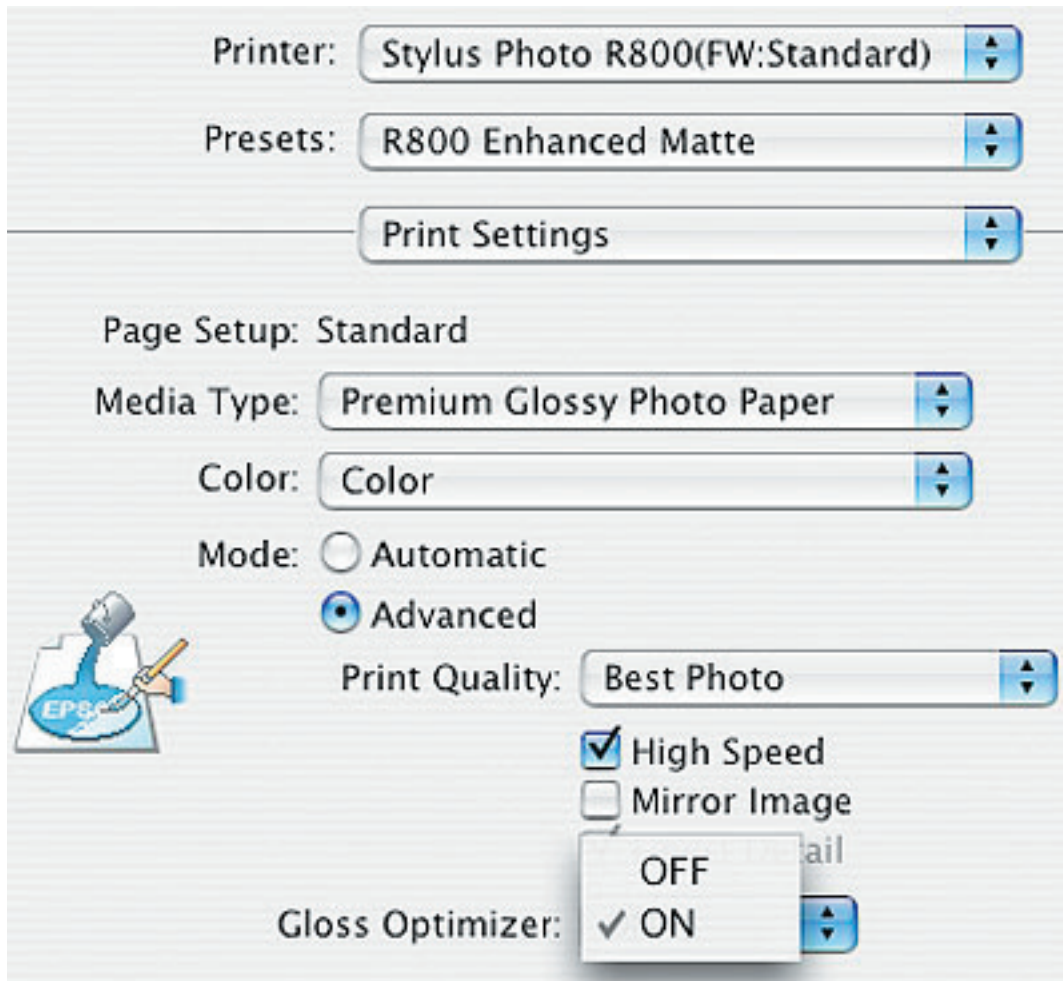 Printer: Stylus Photo R800(FW:Standard)
Presets: R800 Enhanced Matte
Print Settings
Page Setup: Standard
Media Type: Premium Glossy Photo Paper
Color: Color
Mode: Automatic
Advanced
EPS
Print Quality: Best Photo
High Speed
Mirror Image
ail
OFF
Gloss Optimizer: ON